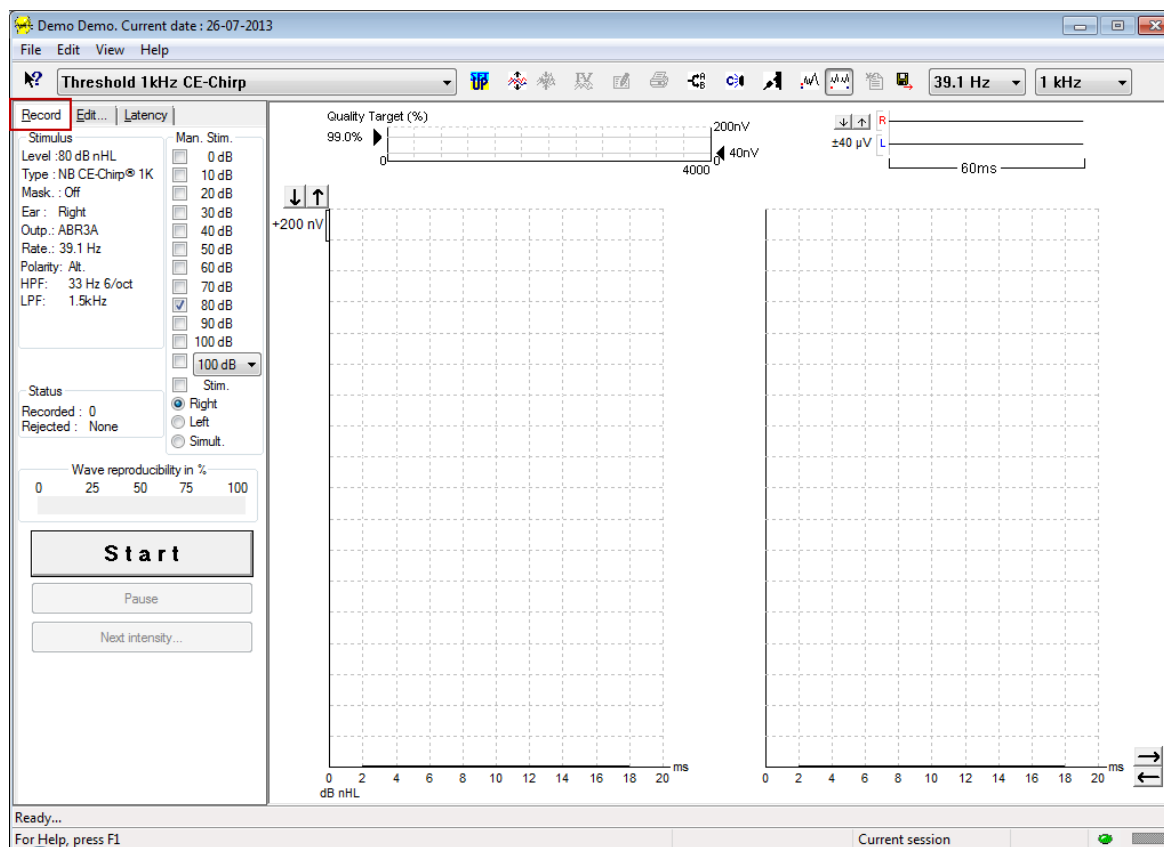 Demo Demo. Current date : 26-07-2013
File Edit View Help
Threshold 1kHz CE-Chirp
SET UP
39.1 Hz
1 kHz
Record Edit... Latency
Stimulus
Level :80 dB nHL
Type : NB CE-Chirp® 1K
Mask. : Off
Ear : Right
Outp.: ABR3A
Rate.: 39.1 Hz
Polarity: Alt.
HPF: 33 Hz 6/oct
LPF: 1.5kHz
Man. Stim.
0 dB
10 dB
20 dB
30 dB
40 dB
50 dB
60 dB
70 dB
80 dB
90 dB
100 dB
100 dB
Stim.
Right
Left
Simult.
Status
Recorded : 0
Rejected : None
Wave reproducibility in %
0 25 50 75 100
Start
Pause
Next intensity...
Quality Target (%)
99.0%
200nV
40nV
0 4000 0
R
±40 µV L
60ms
+200 nV
0 2 4 6 8 10 12 14 16 18 20 ms
dB nHL
0 2 4 6 8 10 12 14 16 18 20 ms
Ready...
For Help, press F1
Current session